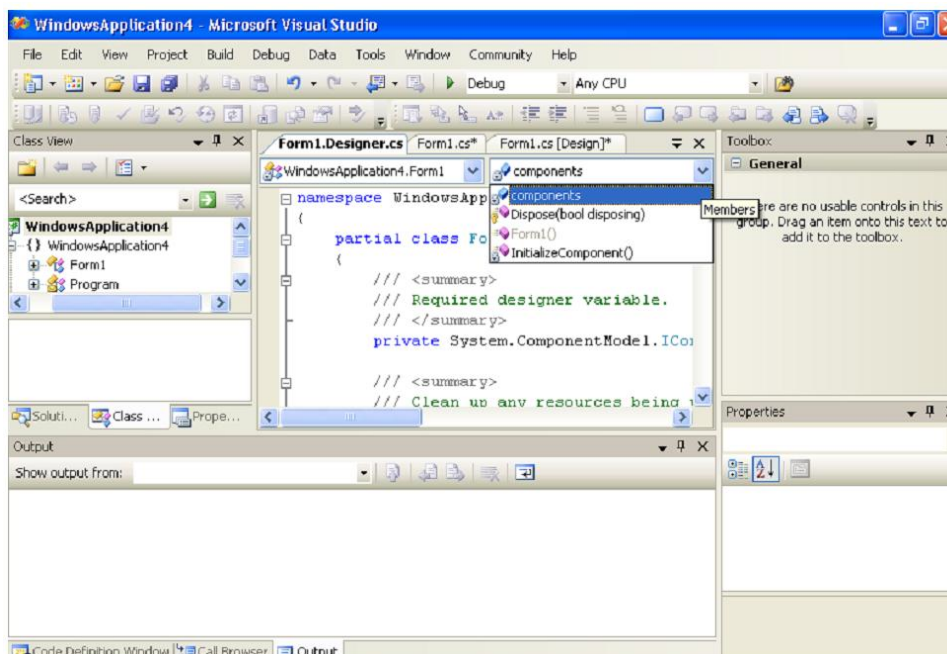 WindowsApplication4 - Microsoft Visual Studio
File Edit View Project Build Debug Data Tools Window Community Help
Debug Any CPU
Class View
Form1.Designer.cs Form1.cs* Form1.cs [Design]*
Toolbox
WindowsApplication4.Form1 components
General
<Search>
components
Dispose(bool disposing)
Form1()
InitializeComponent()
Members
are no usable controls in this
group. Drag an item onto this text to
add it to the toolbox.
WindowsApplication4
{} WindowsApplication4
Form1
Program
namespace WindowsApp
{
partial class Fo
{
/// <summary>
/// Required designer variable.
/// </summary>
private System.ComponentModel.ICo
/// <summary>
/// Clean up any resources being
Soluti... Class ... Prope...
Properties
Output
Show output from:
Code Definition Window Call Browser Output